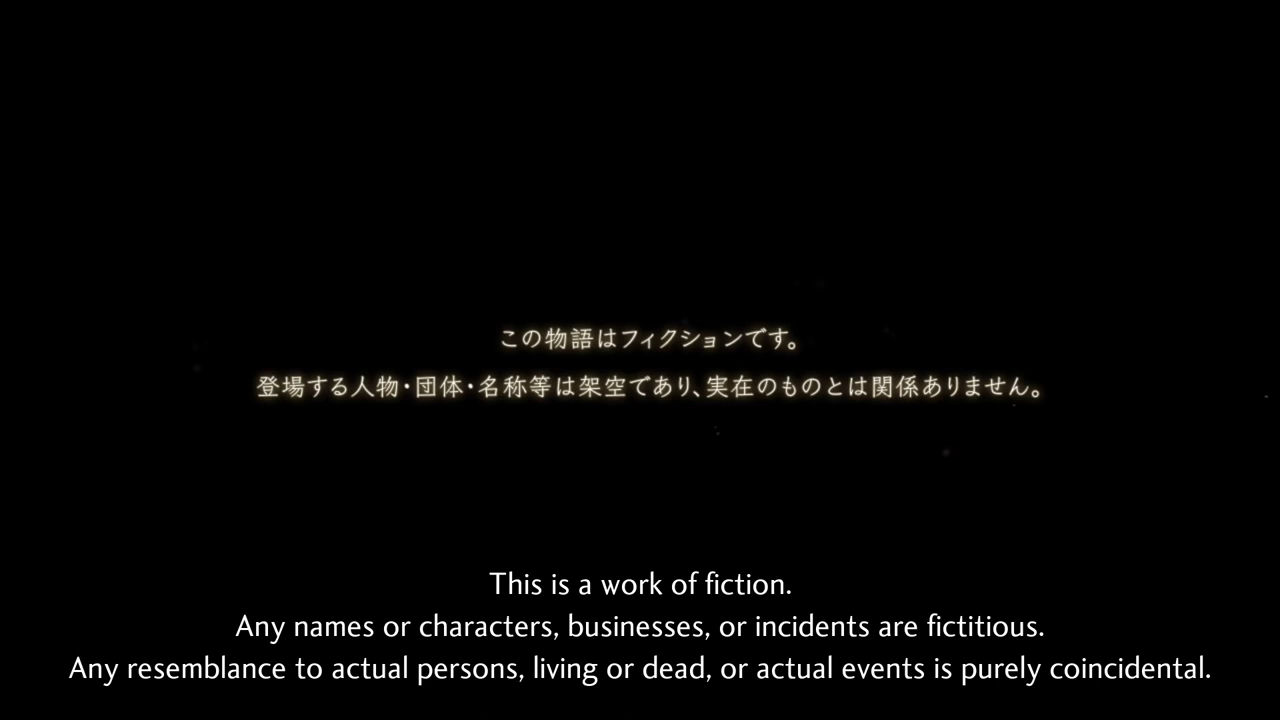 この物語はフィクションです。
登場する人物・団体・名称等は架空であり、実在のものとは関係ありません。
This is a work of fiction.
Any names or characters, businesses, or incidents are fictitious.
Any resemblance to actual persons, living or dead, or actual events is purely coincidental.